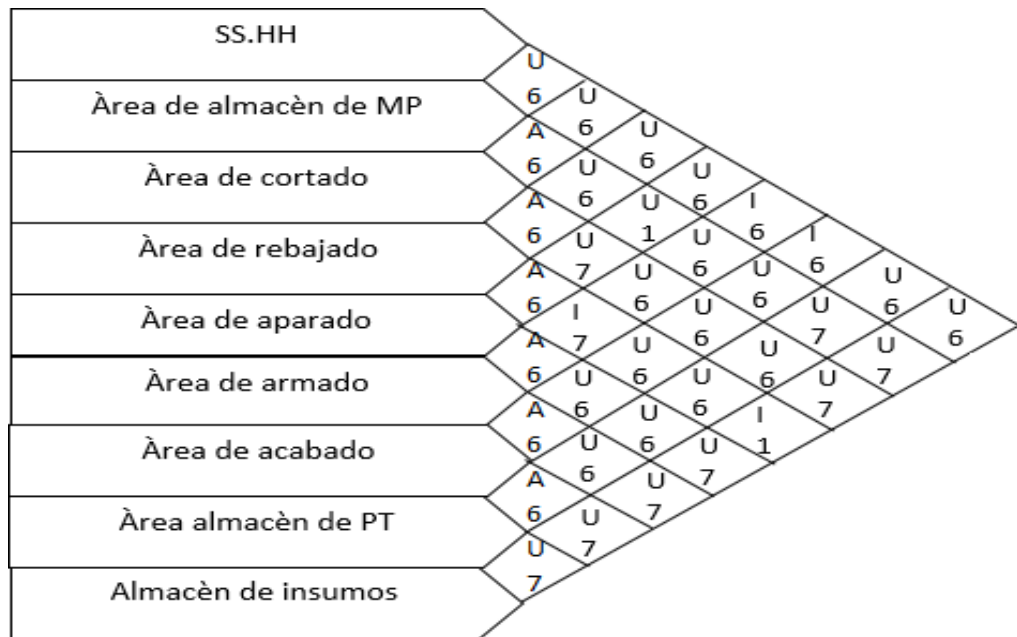 SS.HH
Àrea de almacèn de MP
Àrea de cortado
Àrea de rebajado
Àrea de aparado
Àrea de armado
Àrea de acabado
Àrea almacèn de PT
Almacèn de insumos
U
6
A
6
A
6
A
6
A
6
A
6
A
6
U
7
U
6
U
6
U
7
I
7
U
6
U
6
U
7
U
6
U
1
U
6
U
6
U
6
U
7
U
6
U
6
U
6
U
6
U
7
I
6
U
6
U
6
I
1
I
6
U
7
U
7
U
6
U
7
U
6